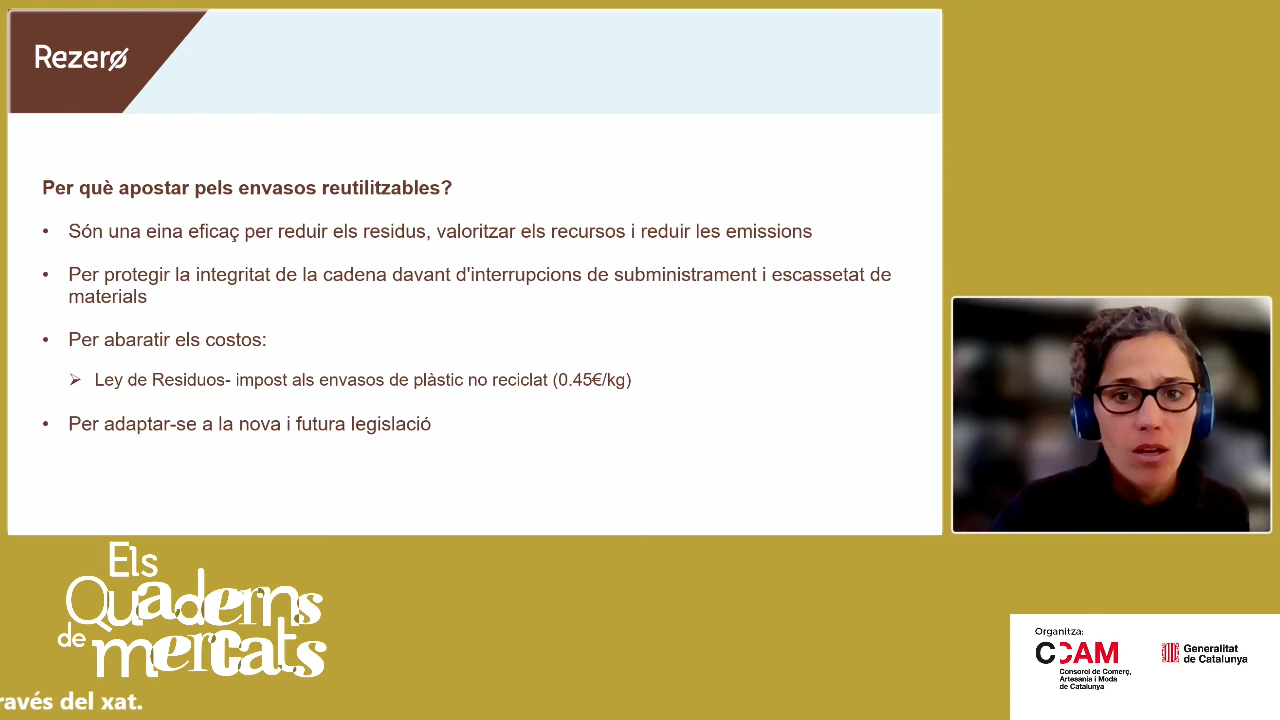 Rezero
Per què apostar pels envasos reutilitzables?
• Són una eina eficaç per reduir els residus, valoritzar els recursos i reduir les emissions
• Per protegir la integritat de la cadena davant d'interrupcions de subministrament i escassetat de
materials
• Per abaratir els costos:
➢ Ley de Residuos- impost als envasos de plàstic no reciclat (0.45€/kg)
• Per adaptar-se a la nova i futura legislació
Els
Quaderns
de mercats
ravés del xat.
Organitza:
CCAM
Consorci de Comerç,
Artesania i Moda
de Catalunya
Generalitat
de Catalunya